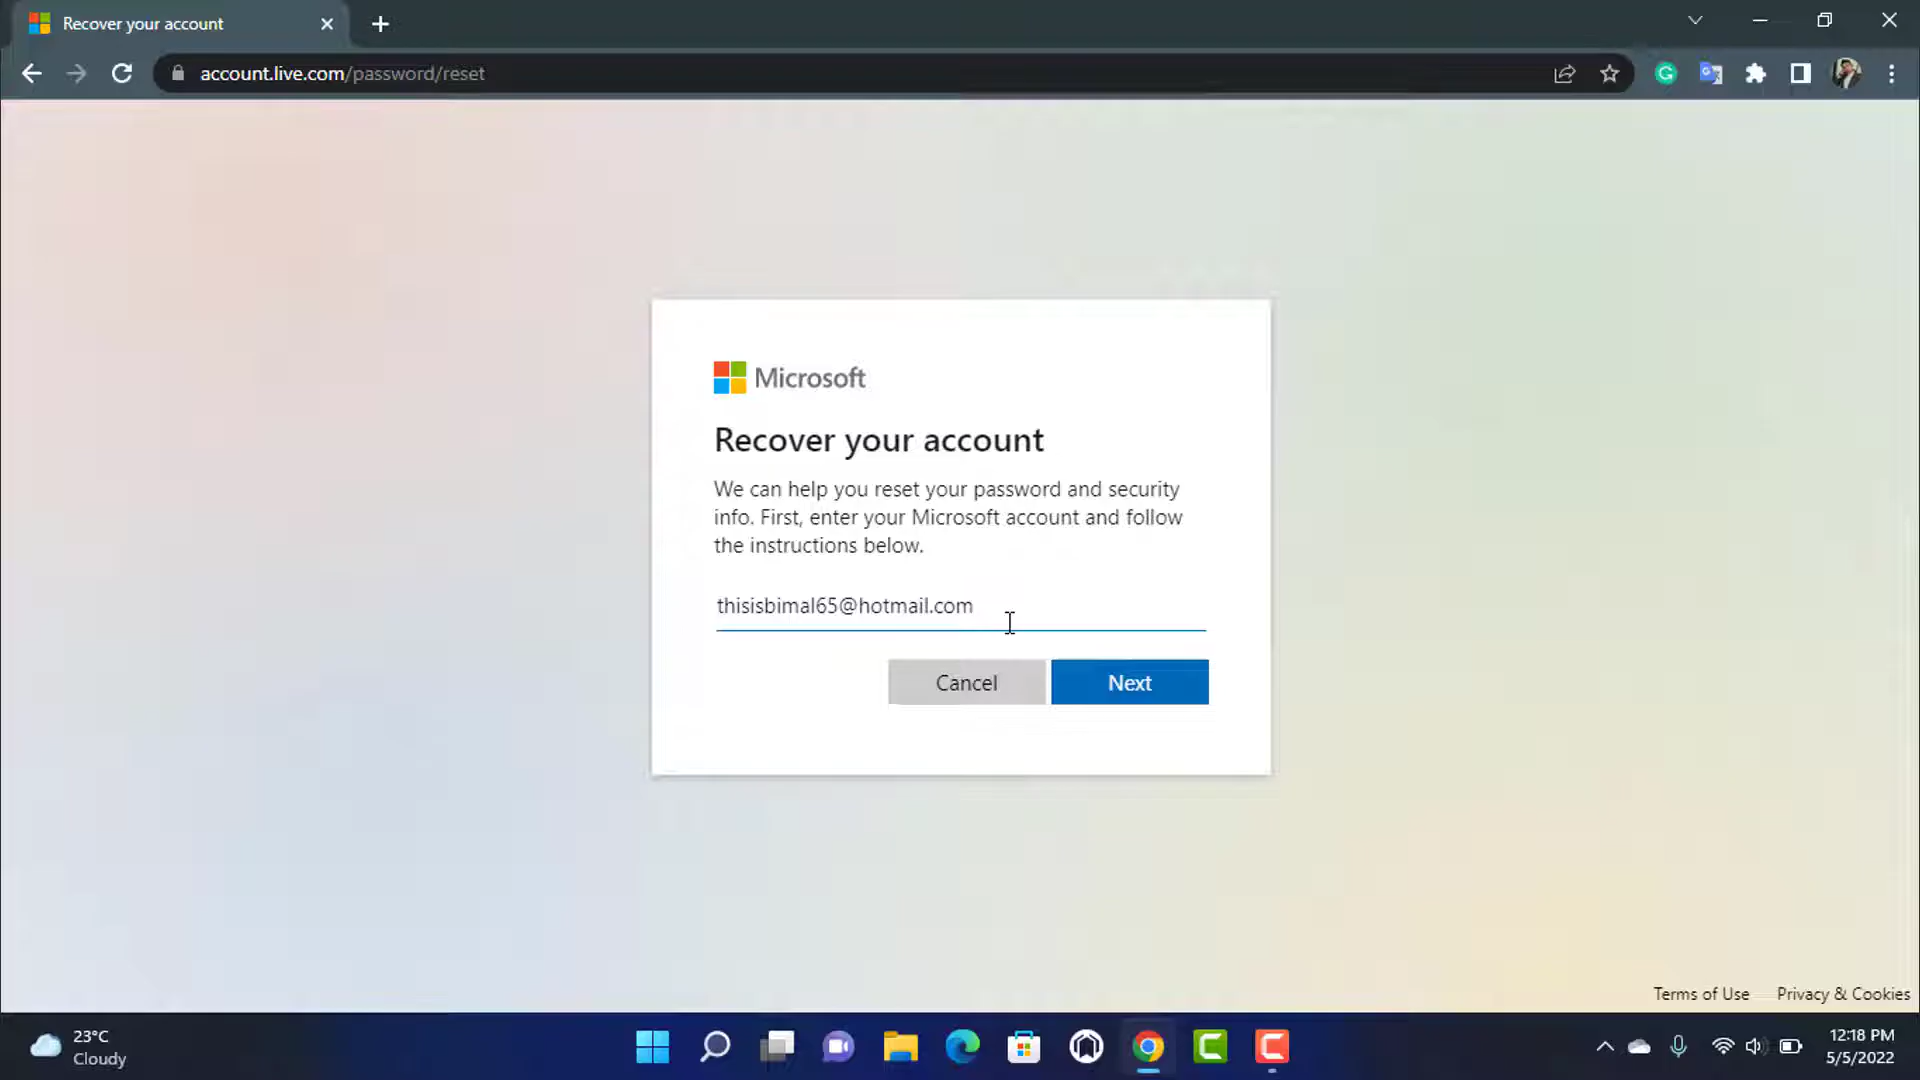 Recover your account
account.live.com/password/reset
Microsoft
Recover your account
We can help you reset your password and security
info. First, enter your Microsoft account and follow
the instructions below.
thisisbimal65@hotmail.com
Cancel
Next
Terms of Use
Privacy & Cookies
23°C
Cloudy
12:18 PM
5/5/2022